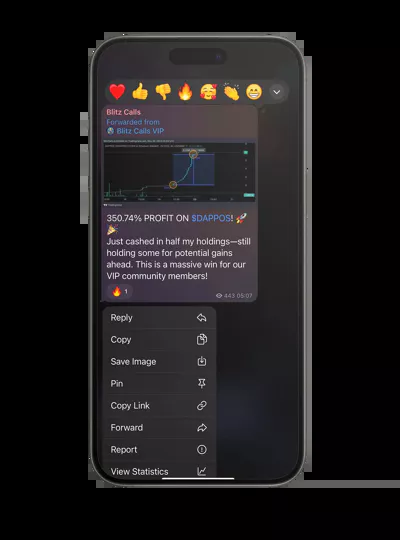 Blitz Calls
Forwarded from
Blitz Calls VIP
350.74% PROFIT ON $DAPPOS! 🚀
🎉
Just cashed in half my holdings—still
holding some for potential gains
ahead. This is a massive win for our
VIP community members!
🔥 1
443 05:07
Reply
Copy
Save Image
Pin
Copy Link
Forward
Report
View Statistics